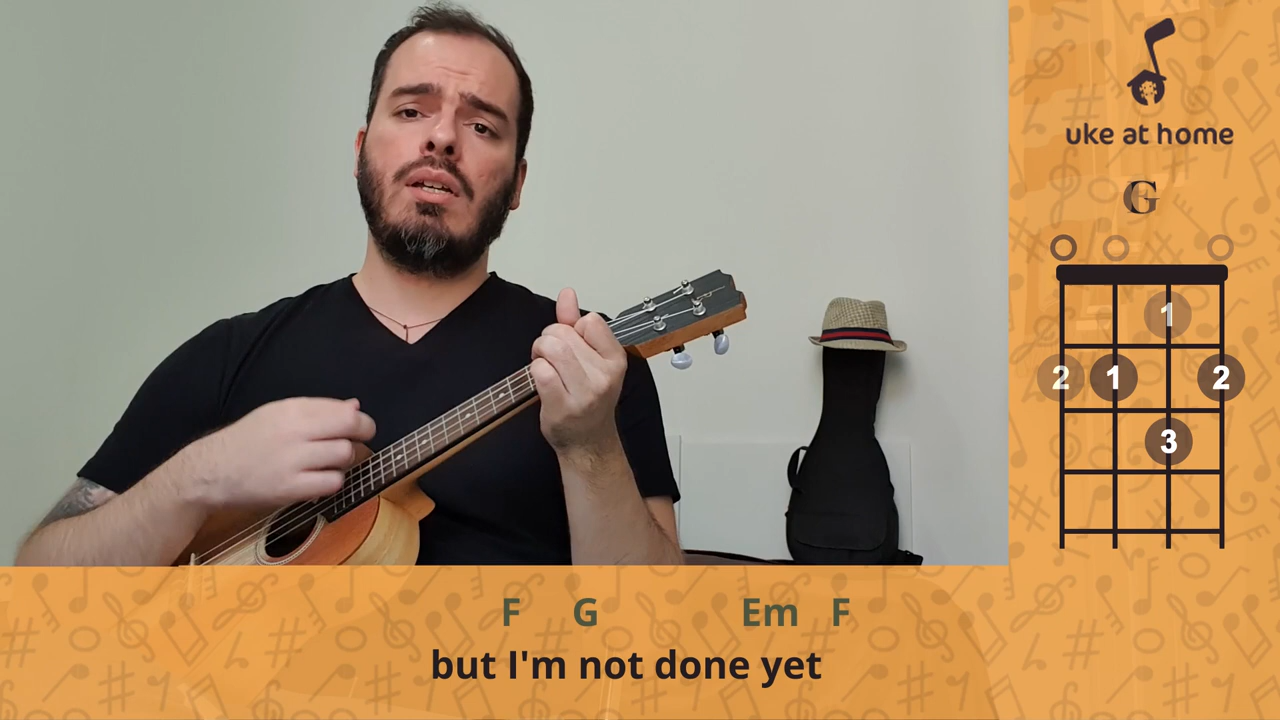 uke at home
G
1
2 1 2
3
F G Em F
but I'm not done yet